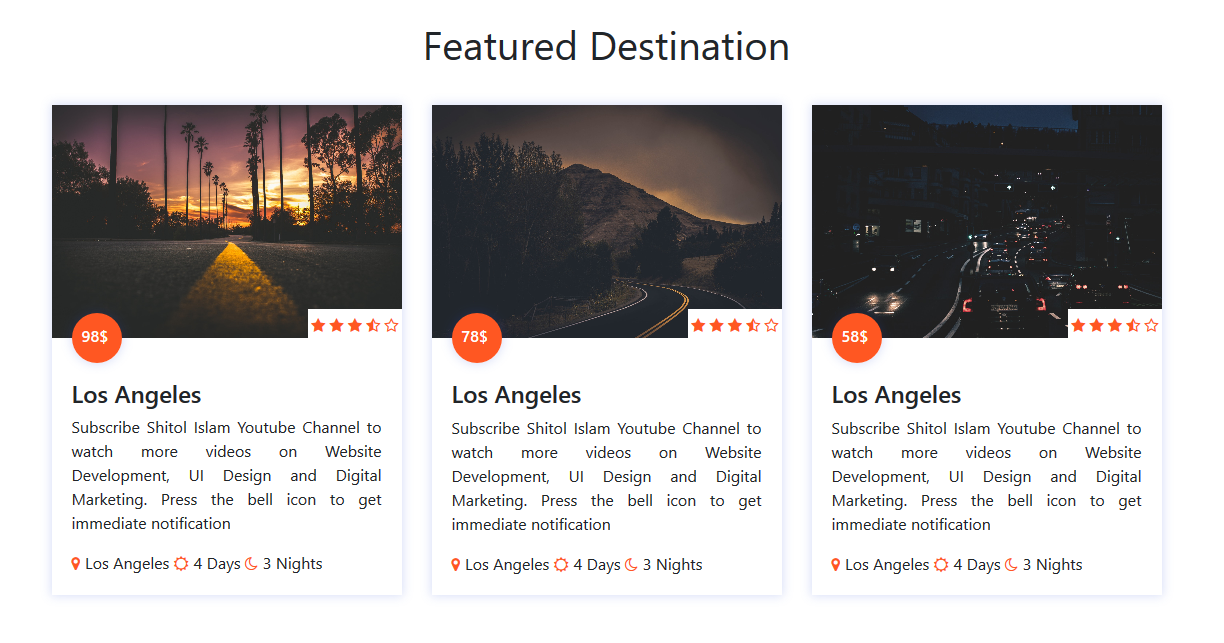 Featured Destination
98$
Los Angeles
Subscribe Shitol Islam Youtube Channel to
watch more videos on Website
Development, UI Design and Digital
Marketing. Press the bell icon to get
immediate notification
Los Angeles 4 Days 3 Nights
78$
Los Angeles
Subscribe Shitol Islam Youtube Channel to
watch more videos on Website
Development, UI Design and Digital
Marketing. Press the bell icon to get
immediate notification
Los Angeles 4 Days 3 Nights
58$
Los Angeles
Subscribe Shitol Islam Youtube Channel to
watch more videos on Website
Development, UI Design and Digital
Marketing. Press the bell icon to get
immediate notification
Los Angeles 4 Days 3 Nights